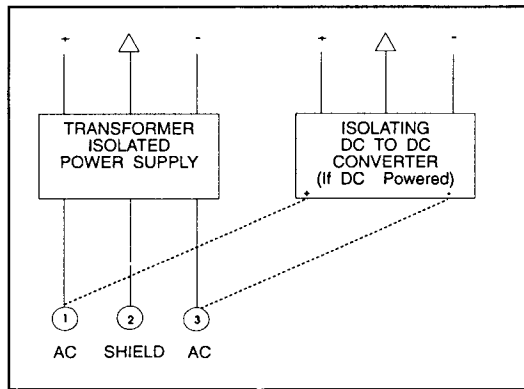 + - + -
TRANSFORMER
ISOLATED
POWER SUPPLY
ISOLATING
DC TO DC
CONVERTER
(If DC Powered)
+ -
1 2 3
AC SHIELD AC